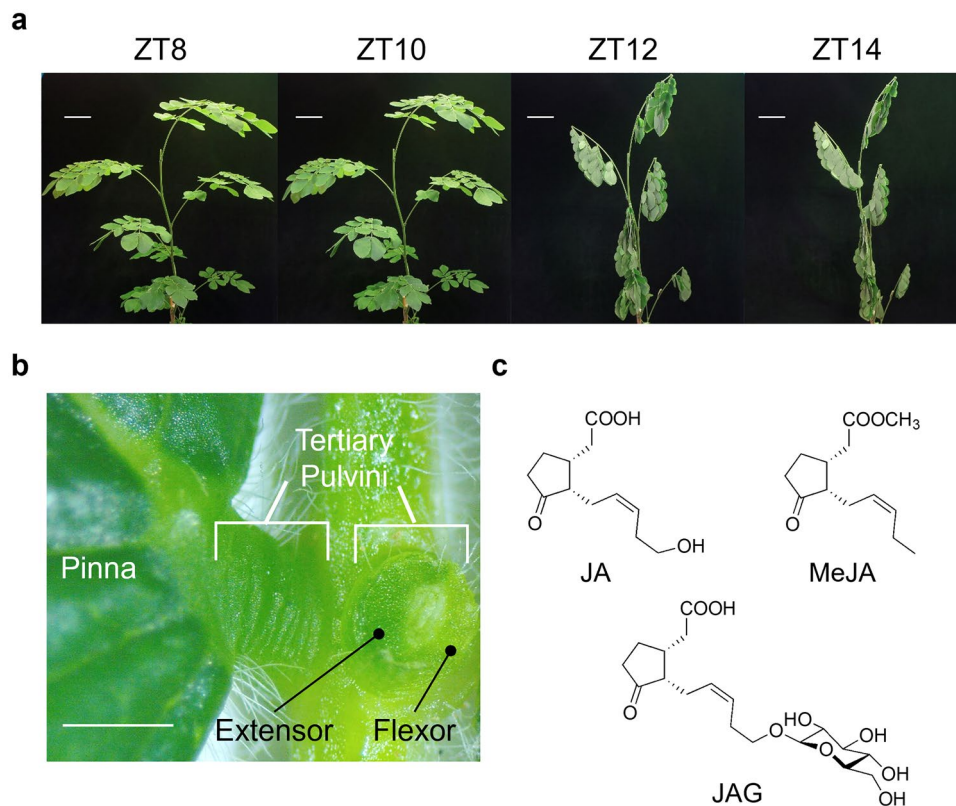 a
ZT8 ZT10 ZT12 ZT14
b
Tertiary
Pulvini
Pinna
Extensor Flexor
c
COOH
O
OH
JA
COOCH3
O
MeJA
COOH
O
O
HO
OH
O
OH
OH
JAG